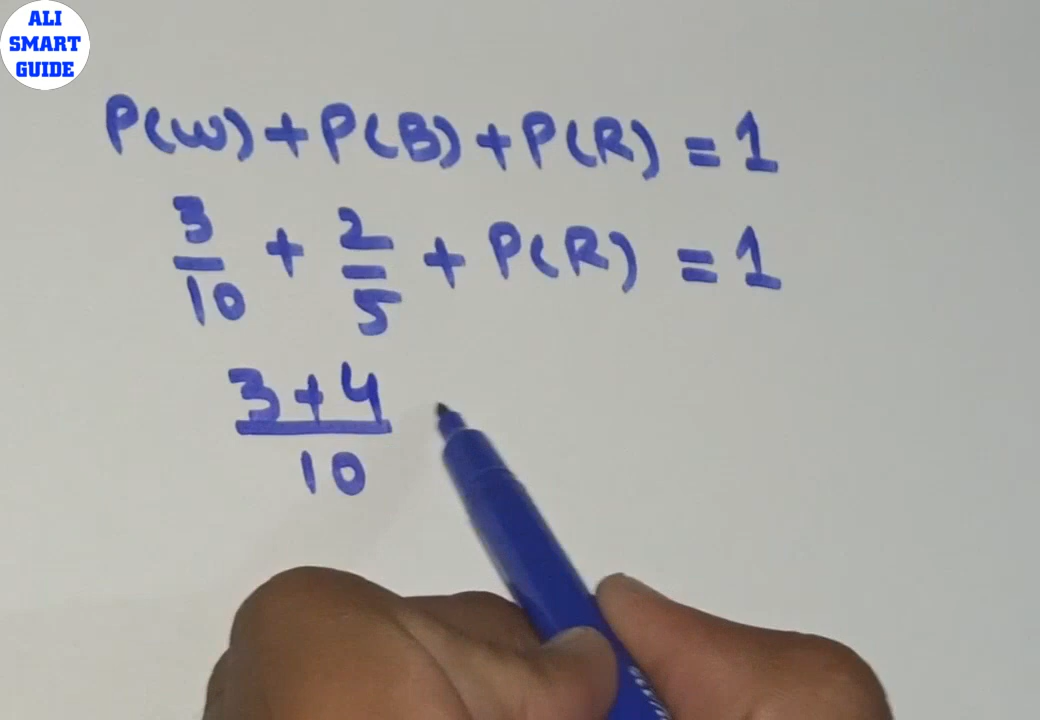 ALI
SMART
GUIDE
P(W) + P(B) + P(R) = 1
3/10 + 2/5 + P(R) = 1
3+4/10